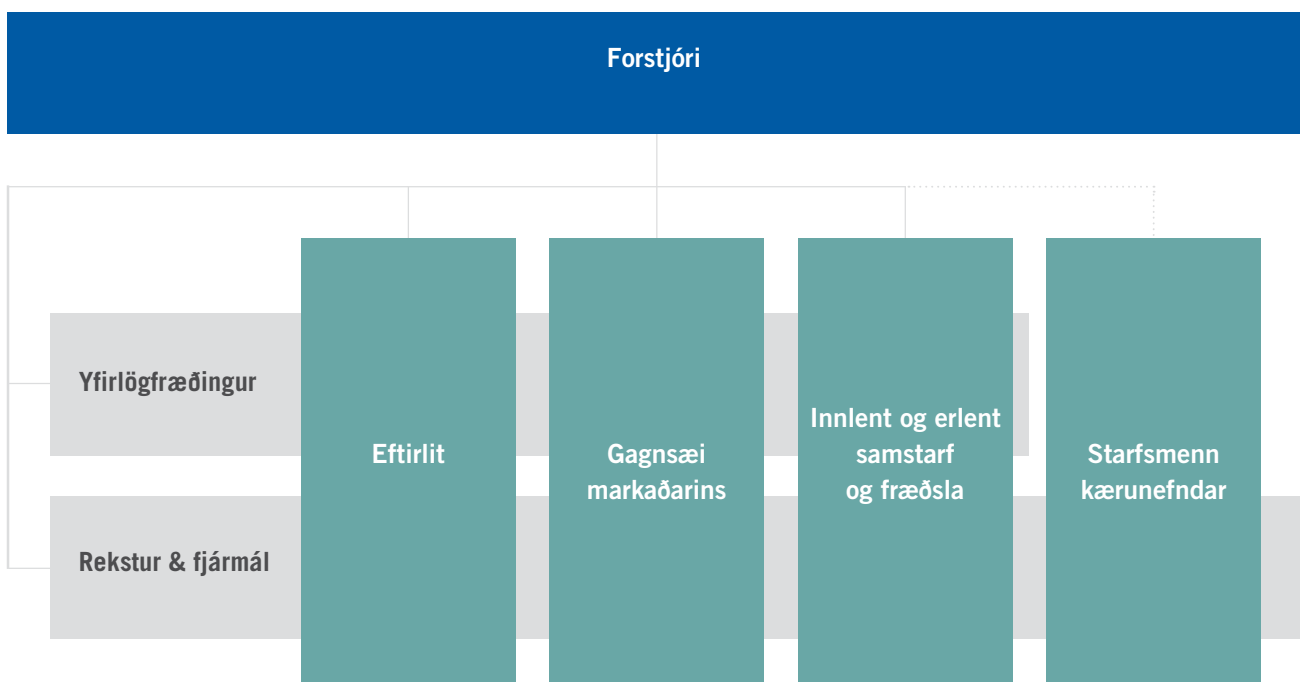 Forstjóri
Yfirlögfræðingur
Rekstur & fjármál
Eftirlit
Gagnsæi
markaðarins
Innlent og erlent
samstarf
og fræðsla
Starfsmenn
kærunefndar